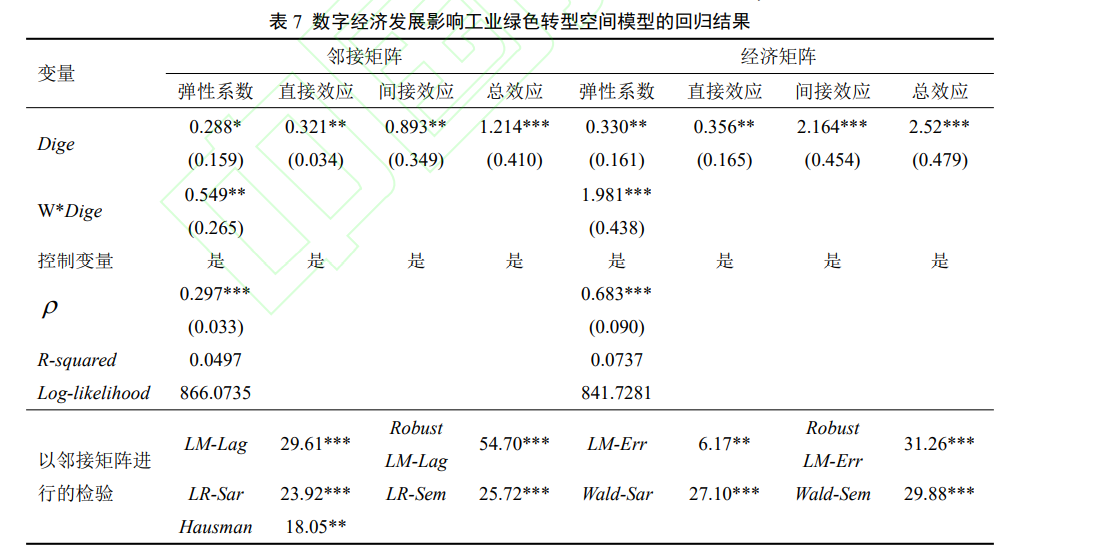 表 7 数字经济发展影响工业绿色转型空间模型的回归结果
变量 邻接矩阵 经济矩阵
弹性系数 直接效应 间接效应 总效应 弹性系数 直接效应 间接效应 总效应
Dige 0.288* 0.321** 0.893** 1.214*** 0.330** 0.356** 2.164*** 2.52***
(0.159) (0.034) (0.349) (0.410) (0.161) (0.165) (0.454) (0.479)
W*Dige 0.549** 1.981***
(0.265) (0.438)
控制变量 是 是 是 是 是 是 是 是
ρ 0.297*** 0.683***
(0.033) (0.090)
R-squared 0.0497 0.0737
Log-likelihood 866.0735 841.7281
以邻接矩阵进行的检验
LM-Lag 29.61*** Robust LM-Lag 54.70*** LM-Err 6.17** Robust LM-Err 31.26***
LR-Sar 23.92*** LR-Sem 25.72*** Wald-Sar 27.10*** Wald-Sem 29.88***
Hausman 18.05**